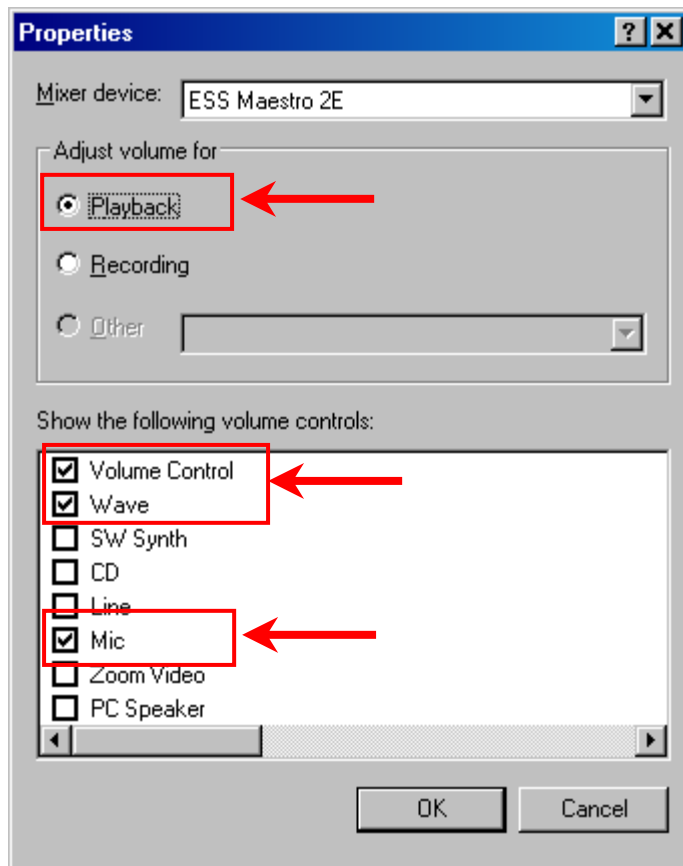 Properties
Mixer device: ESS Maestro 2E
Adjust volume for
Playback
Recording
Other
Show the following volume controls:
Volume Control
Wave
SW Synth
CD
Line
Mic
Zoom Video
PC Speaker
OK Cancel